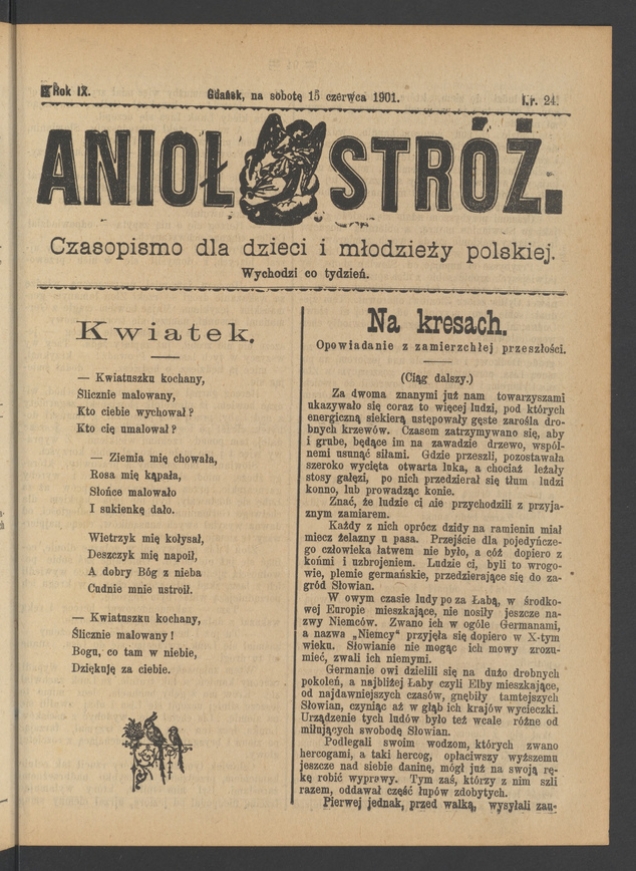 Rok IX.
Gdańsk, na sobotę 15 czerwca 1901.
Nr. 24.
ANIOŁ STRÓŻ.
Czasopismo dla dzieci i młodzieży polskiej.
Wychodzi co tydzień.
Kwiatek.
— Kwiatuszku kochany,
Ślicznie malowany,
Kto ciebie wychował?
Kto cię umalował?
— Ziemia mię chowała,
Rosa mię kąpała,
Słońce malowało
I sukienkę dało.
Wietrzyk mię kołysał,
Deszczyk mię napoił,
A dobry Bóg z nieba
Cudnie mnie ustroił.
— Kwiatuszku kochany,
Ślicznie malowany!
Bogu, co tam w niebie,
Dziękuję za ciebie.
Na kresach.
Opowiadanie z zamierzchłej przeszłości.
(Ciąg dalszy.)
Za dwoma znanymi już nam towarzyszami
ukazywało się coraz to więcej ludzi, pod których
energiczną siekierą ustępowały gęste zarośla dro-
bnych krzewów. Czasem zatrzymywano się, aby
i grube, będące im na zawadzie drzewo, wspól-
nemi usunąć siłami. Gdzie przeszli, pozostawała
szeroko wycięta otwarta luka, a chociaż leżały
stosy gałęzi, po nich przedzierał się tłum ludzi
konno, lub prowadząc konie.
Znać, że ludzie ci nie przychodzili z przyja-
znym zamiarem.
Każdy z nich oprócz dzidy na ramieniu miał
miecz żelazny u pasa. Przejście dla pojedyńcze-
go człowieka łatwem nie było, a cóż dopiero z
końmi i uzbrojeniem. Ludzie ci, byli to wrogo-
wie, plemie germańskie, przedzierające się do za-
gród Słowian.
W owym czasie ludy po za Łabą, w środko-
wej Europie mieszkające, nie nosiły jeszcze na-
zwy Niemców. Zwano ich w ogóle Germanami,
a nazwa „Niemcy" przyjęła się dopiero w X-tym
wieku. Słowianie nie mogąc ich mowy zrozu-
mieć, zwali ich niemymi.
Germanie owi dzielili się na dużo drobnych
pokoleń, a najbliżej Łaby czyli Elby mieszkające,
od najdawniejszych czasów, gnębiły tamtejszych
Słowian, czyniąc aż w głąb ich krajów wycieczki.
Urządzenie tych ludów było też wcale różne od
miłujących swobodę Słowian.
Podlegali swoim wodzom, których zwano
hercogami, a taki hercog, opłaciwszy wyższemu
jeszcze nad siebie daninę, mógł już na swoją rę-
kę robić wyprawy. Tym zaś, którzy z nim szli
razem, oddawał część łupów zdobytych.
Pierwej jednak, przed walką, wysyłali zau-